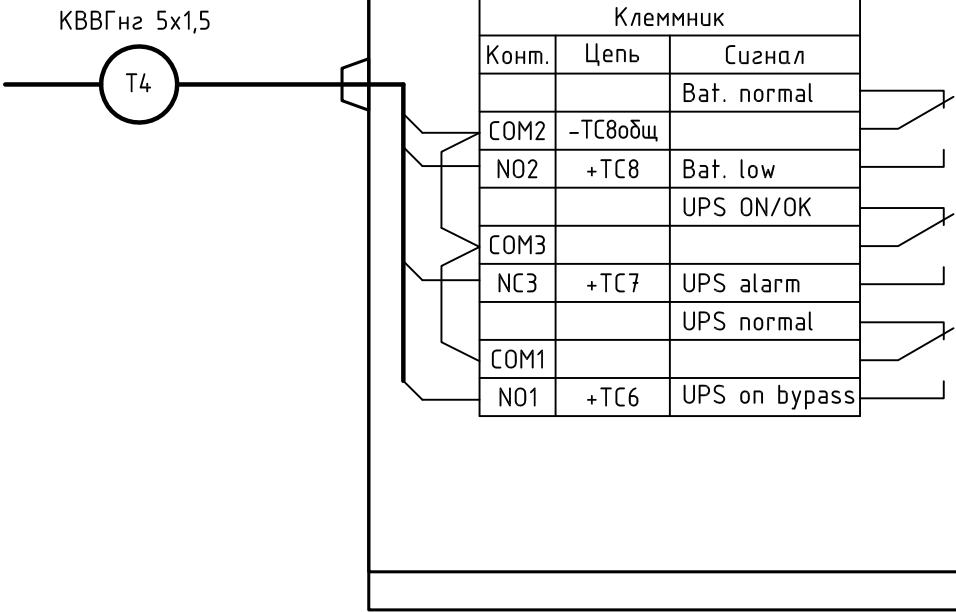 КВВГнг 5х1,5
Т4
Клеммник
Конт. Цепь Сигнал
Bat. normal
COM2 -ТС8общ
NO2 +ТС8 Bat. low
UPS ON/OK
COM3
NC3 +ТС7 UPS alarm
UPS normal
COM1
NO1 +ТС6 UPS on bypass